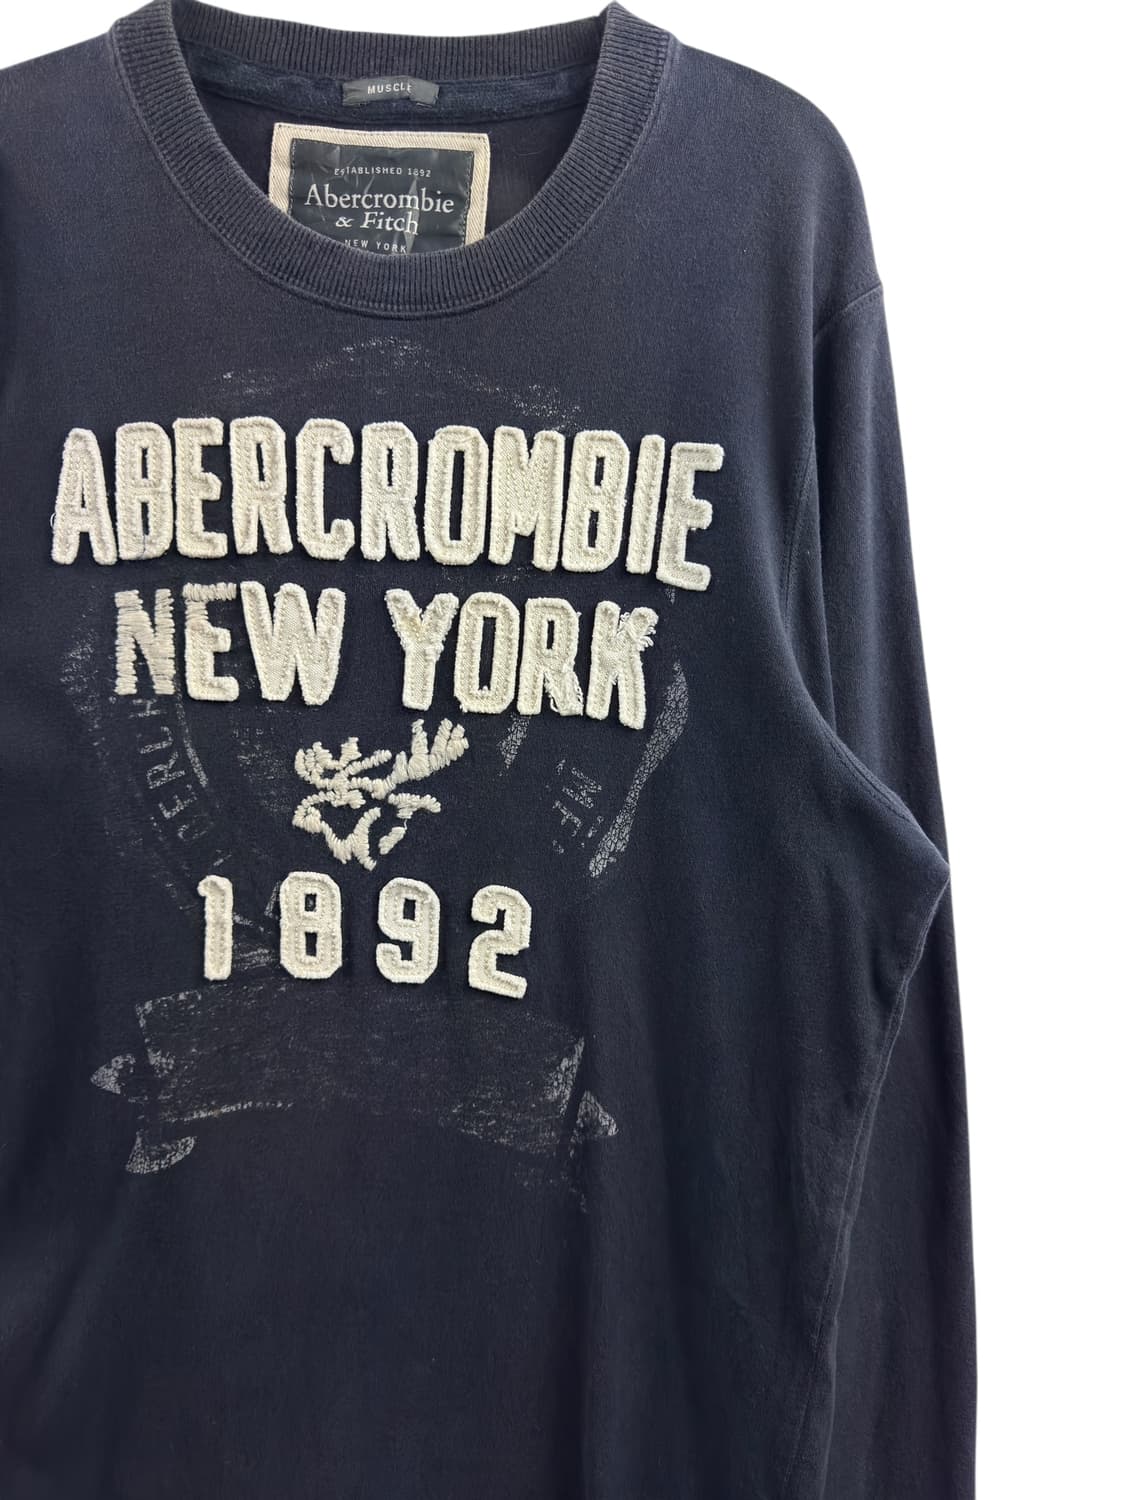 MUSCLE
ESTABLISHED 1892
Abercrombie
& Fitch
NEW YORK
ABERCROMBIE
NEW YORK
1892